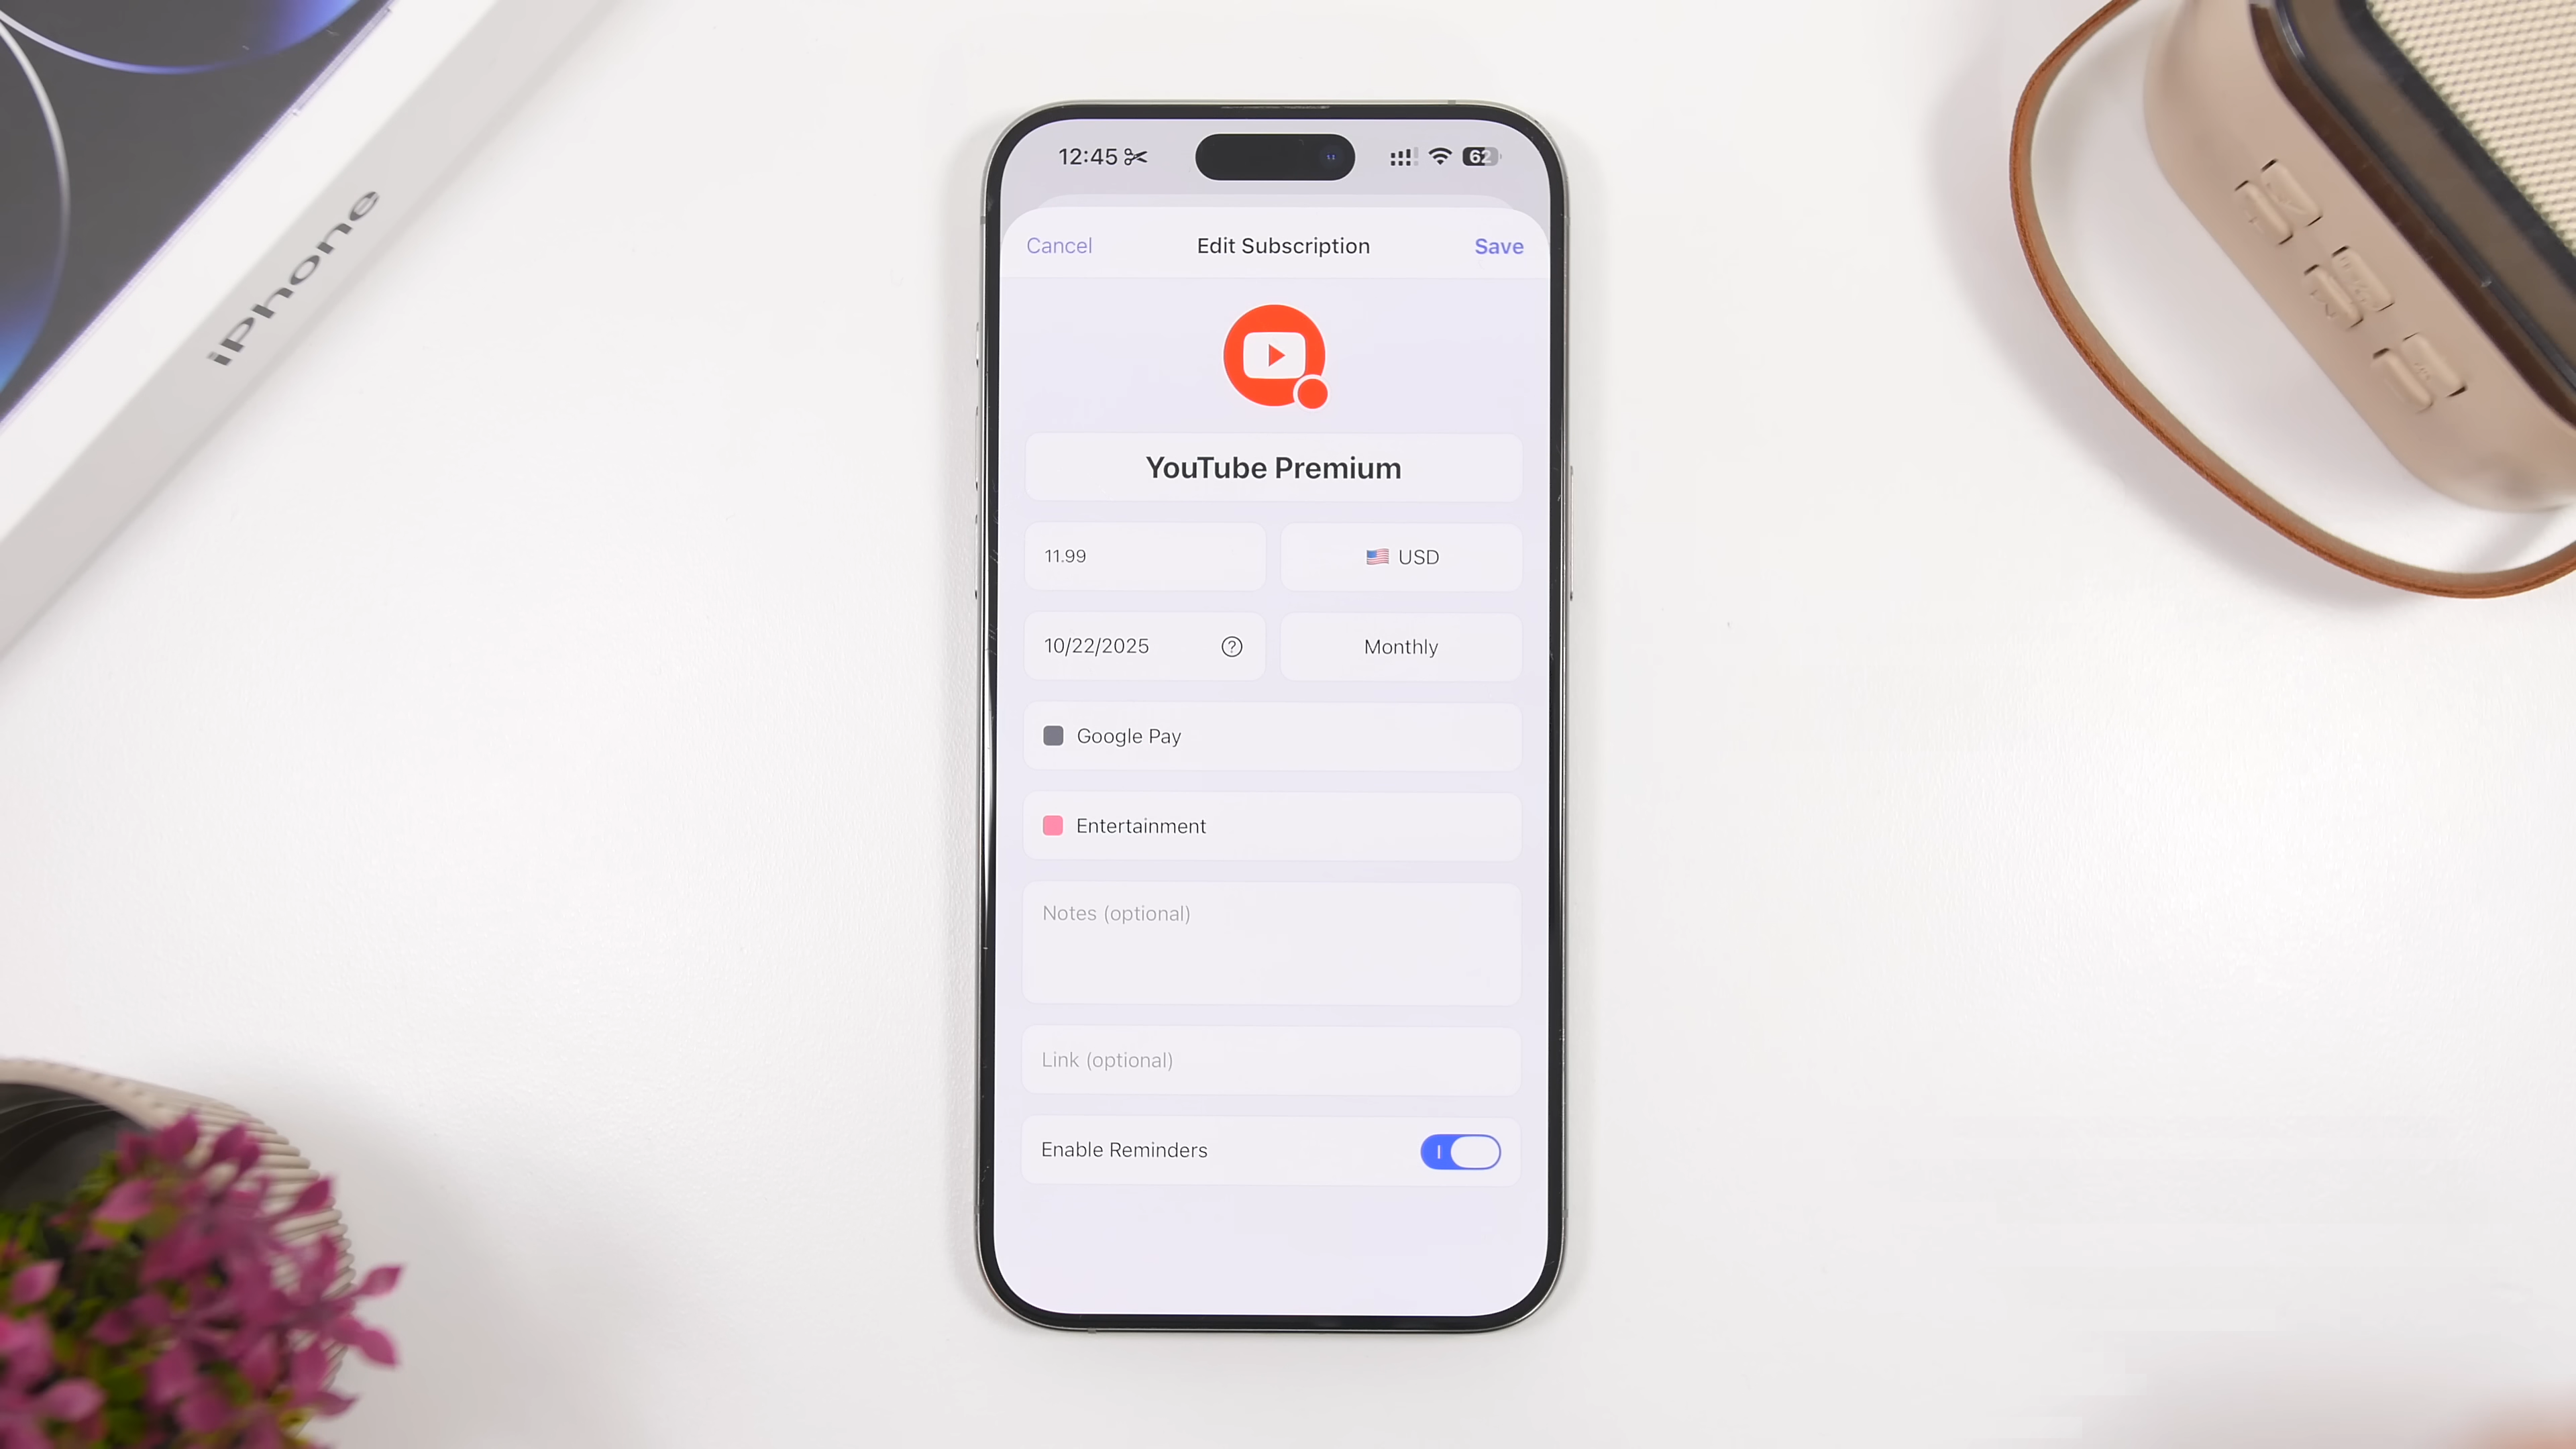 iPhone
12:45
62
Cancel
Edit Subscription
Save
YouTube Premium
11.99
USD
10/22/2025
?
Monthly
Google Pay
Entertainment
Notes (optional)
Link (optional)
Enable Reminders